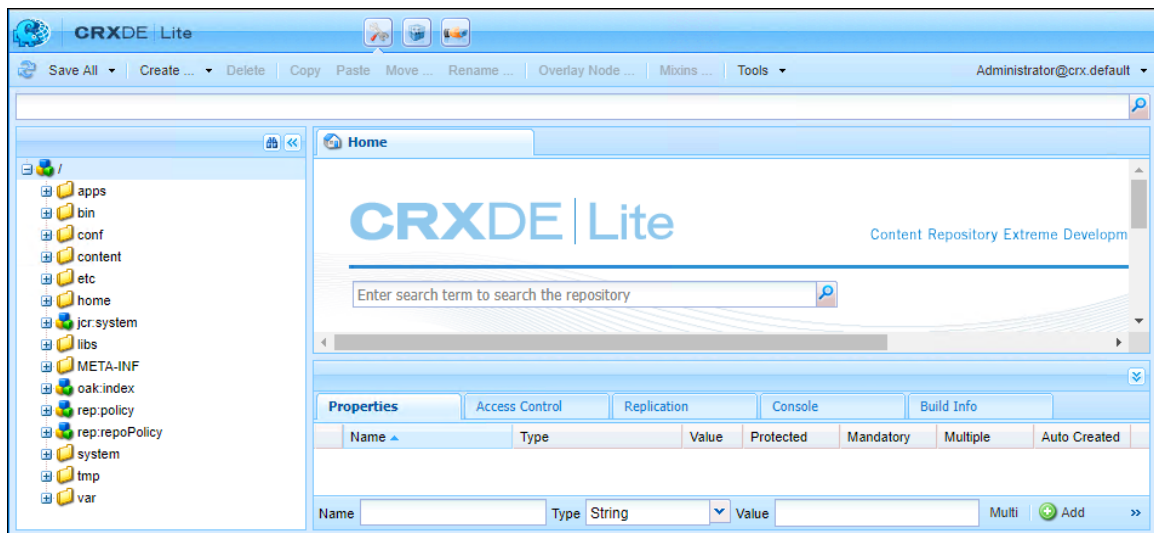 CRXDE Lite
Save All Create ... Delete Copy Paste Move ... Rename ... Overlay Node ... Mixins ... Tools Administrator@crx.default
Home
/
apps
bin
conf
content
etc
home
jcr:system
libs
META-INF
oak:index
rep:policy
rep:repoPolicy
system
tmp
var
CRXDE Lite
Content Repository Extreme Developm
Enter search term to search the repository
Properties Access Control Replication Console Build Info
Name Type Value Protected Mandatory Multiple Auto Created
Name Type String Value Multi Add »